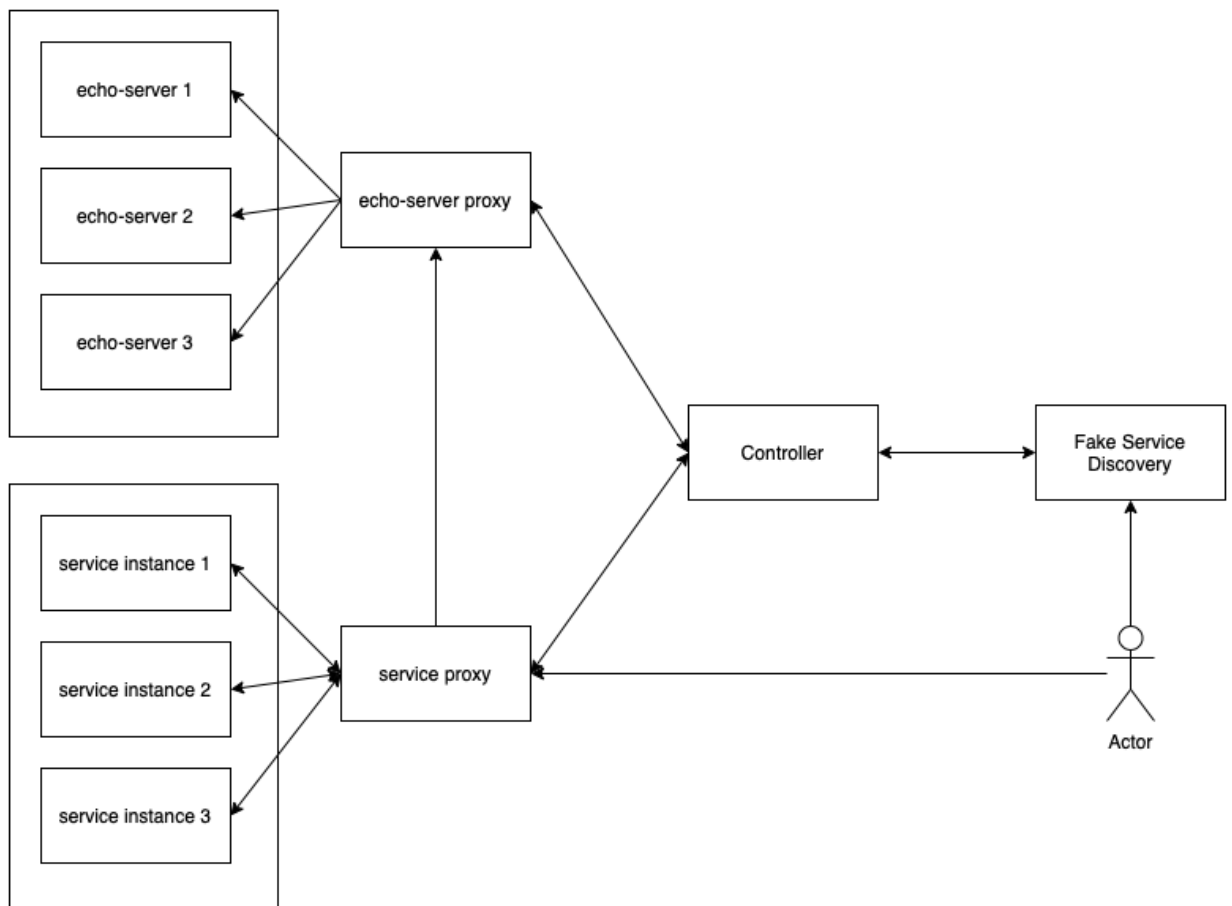 echo-server 1
echo-server 2
echo-server 3
echo-server proxy
Controller
Fake Service
Discovery
service instance 1
service instance 2
service instance 3
service proxy
Actor